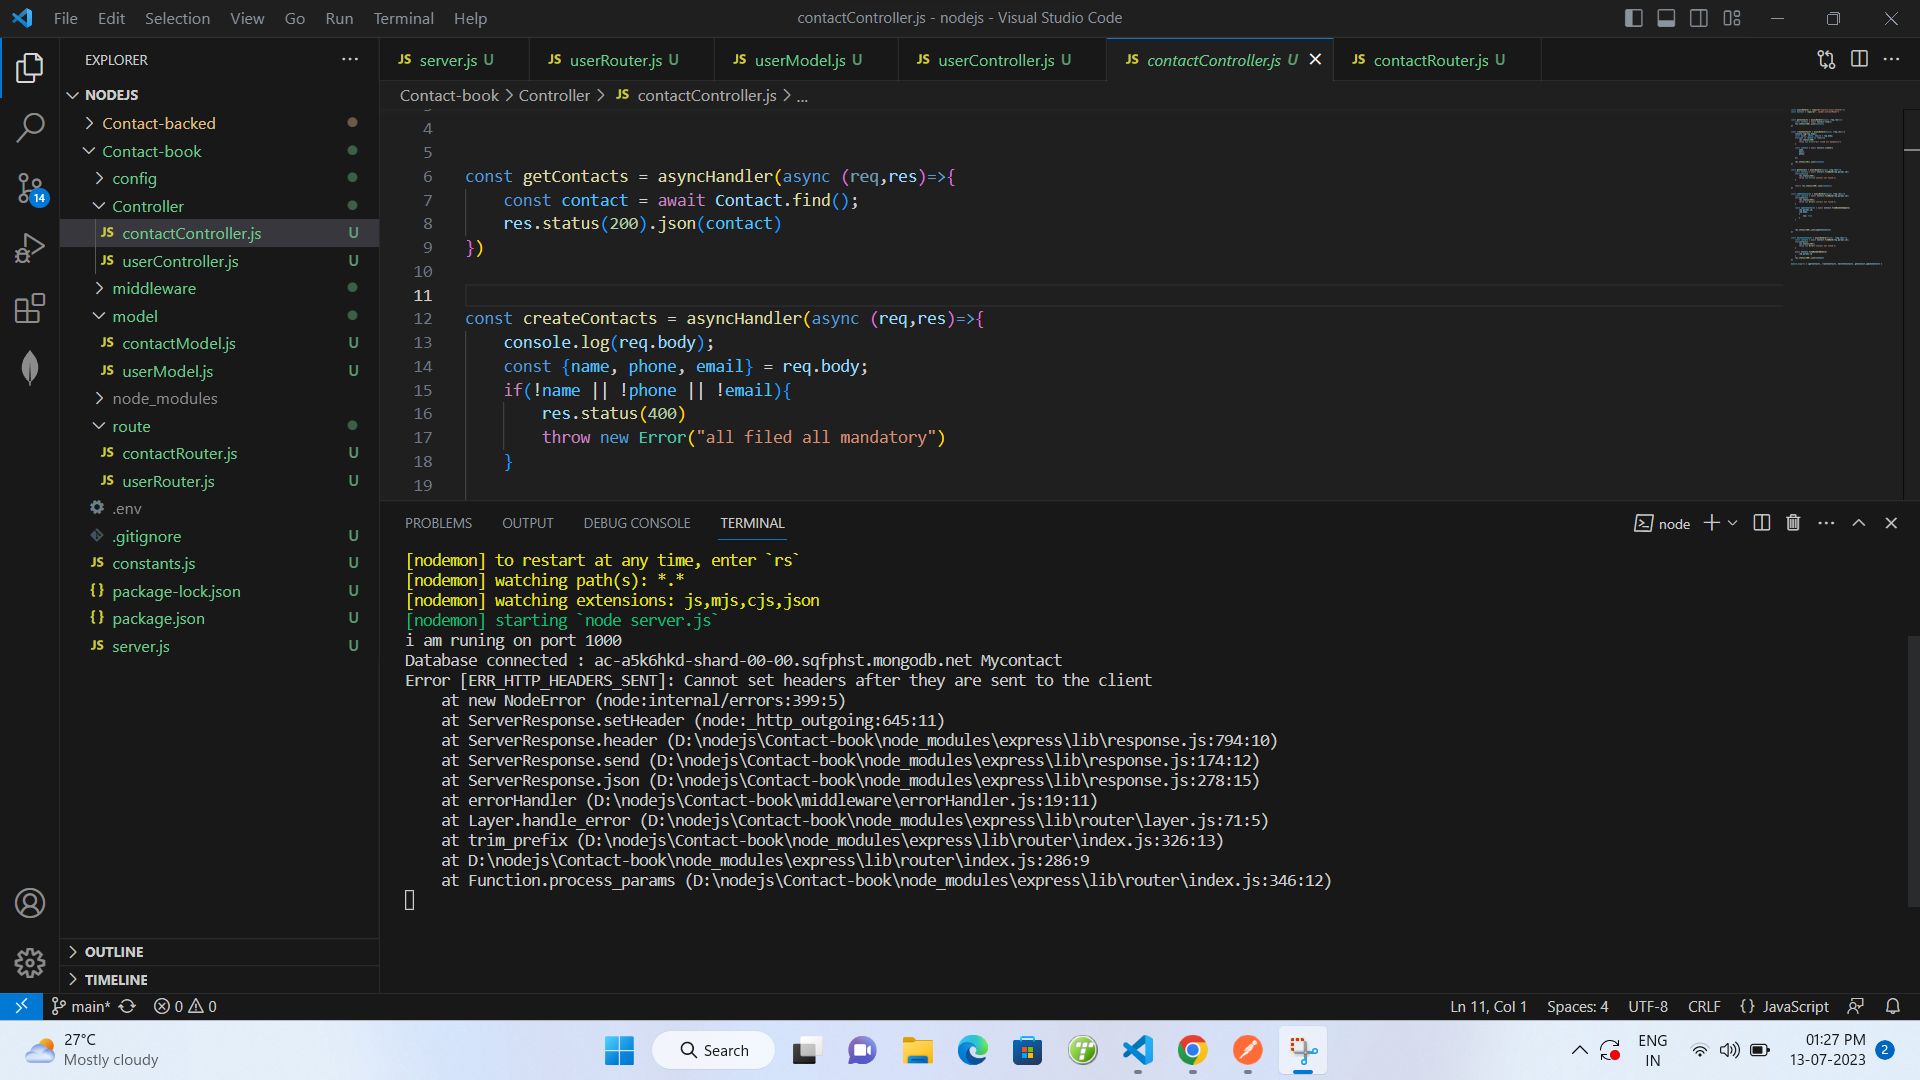 File Edit Selection View Go Run Terminal Help
contactController.js - nodejs - Visual Studio Code
EXPLORER
JS server.js U
JS userRouter.js U
JS userModel.js U
JS userController.js U
JS contactController.js U
JS contactRouter.js U
NODEJS
Contact-backed
Contact-book
config
Controller
JS contactController.js U
JS userController.js U
middleware
model
JS contactModel.js U
JS userModel.js U
node_modules
route
JS contactRouter.js U
JS userRouter.js U
.env
.gitignore U
JS constants.js U
{} package-lock.json U
{} package.json U
JS server.js U
OUTLINE
TIMELINE
14
Contact-book > Controller > JS contactController.js > ...
4
5
6 const getContacts = asyncHandler(async (req,res)=>{
7 const contact = await Contact.find();
8 res.status(200).json(contact)
9 })
10
11
12 const createContacts = asyncHandler(async (req,res)=>{
13 console.log(req.body);
14 const {name, phone, email} = req.body;
15 if(!name || !phone || !email){
16 res.status(400)
17 throw new Error("all filed all mandatory")
18 }
19
PROBLEMS OUTPUT DEBUG CONSOLE TERMINAL
node
[nodemon] to restart at any time, enter `rs`
[nodemon] watching path(s): *.*
[nodemon] watching extensions: js,mjs,cjs,json
[nodemon] starting `node server.js`
i am runing on port 1000
Database connected : ac-a5k6hkd-shard-00-00.sqfphst.mongodb.net Mycontact
Error [ERR_HTTP_HEADERS_SENT]: Cannot set headers after they are sent to the client
at new NodeError (node:internal/errors:399:5)
at ServerResponse.setHeader (node:_http_outgoing:645:11)
at ServerResponse.header (D:\nodejs\Contact-book\node_modules\express\lib\response.js:794:10)
at ServerResponse.send (D:\nodejs\Contact-book\node_modules\express\lib\response.js:174:12)
at ServerResponse.json (D:\nodejs\Contact-book\node_modules\express\lib\response.js:278:15)
at errorHandler (D:\nodejs\Contact-book\middleware\errorHandler.js:19:11)
at Layer.handle_error (D:\nodejs\Contact-book\node_modules\express\lib\router\layer.js:71:5)
at trim_prefix (D:\nodejs\Contact-book\node_modules\express\lib\router\index.js:326:13)
at D:\nodejs\Contact-book\node_modules\express\lib\router\index.js:286:9
at Function.process_params (D:\nodejs\Contact-book\node_modules\express\lib\router\index.js:346:12)
main* 0 0
Ln 11, Col 1 Spaces: 4 UTF-8 CRLF {} JavaScript
27°C
Mostly cloudy
Search
ENG
IN
01:27 PM
13-07-2023
2